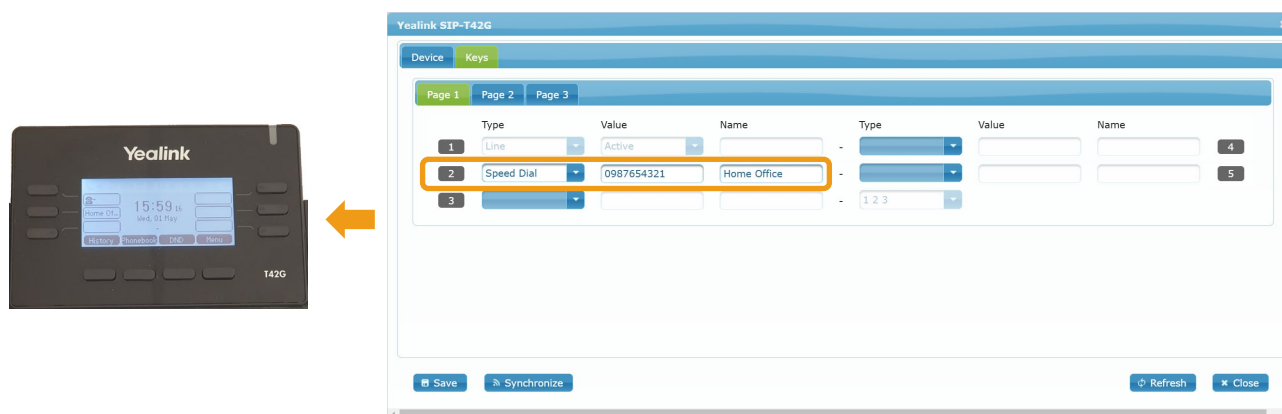 Yealink
15:59
Home Of..
Wed, 01 May
History Phonebook DND Menu
T42G
Yealink SIP-T42G
Device Keys
Page 1 Page 2 Page 3
Type Value Name Type Value Name
1 Line Active - 4
2 Speed Dial 0987654321 Home Office - 5
3 - 1 2 3
Save Synchronize Refresh Close